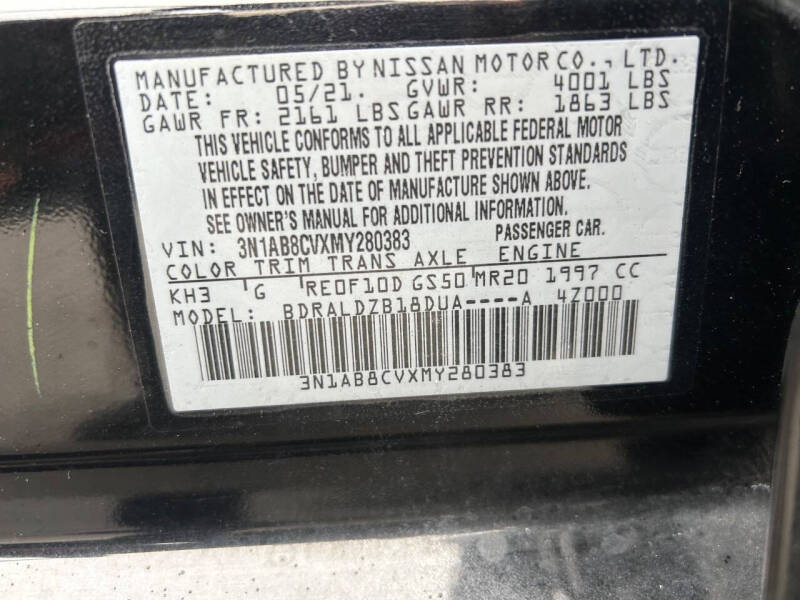 MANUFACTURED BY NISSAN MOTOR CO., LTD.
DATE: 05/21. GVWR: 4001 LBS
GAWR FR: 2161 LBS GAWR RR: 1863 LBS
THIS VEHICLE CONFORMS TO ALL APPLICABLE FEDERAL MOTOR
VEHICLE SAFETY, BUMPER AND THEFT PREVENTION STANDARDS
IN EFFECT ON THE DATE OF MANUFACTURE SHOWN ABOVE.
SEE OWNER'S MANUAL FOR ADDITIONAL INFORMATION.
VIN: 3N1AB8CVXMY280383 PASSENGER CAR.
COLOR TRIM TRANS AXLE ENGINE
KH3 G RE0F10D GS50 MR20 1997 CC
MODEL: BDRALDZB18DUA----A 4Z000
3N1AB8CVXMY280383